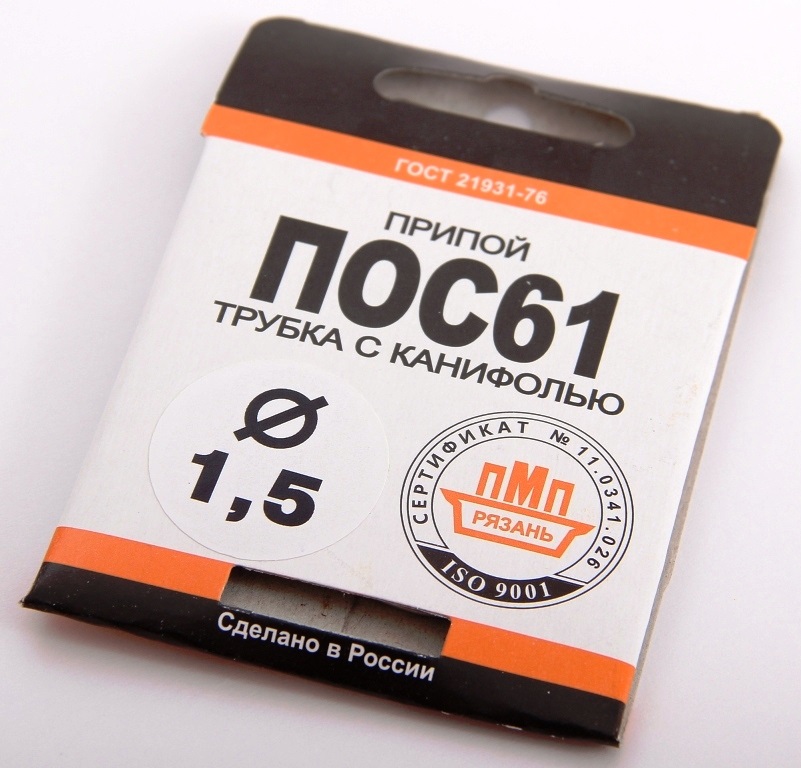 ГОСТ 21931-76
ПРИПОЙ
ПОС61
ТРУБКА С КАНИФОЛЬЮ
Ø
1,5
СЕРТИФИКАТ № 11.0341.026
ПМП
РЯЗАНЬ
ISO 9001
Сделано в России